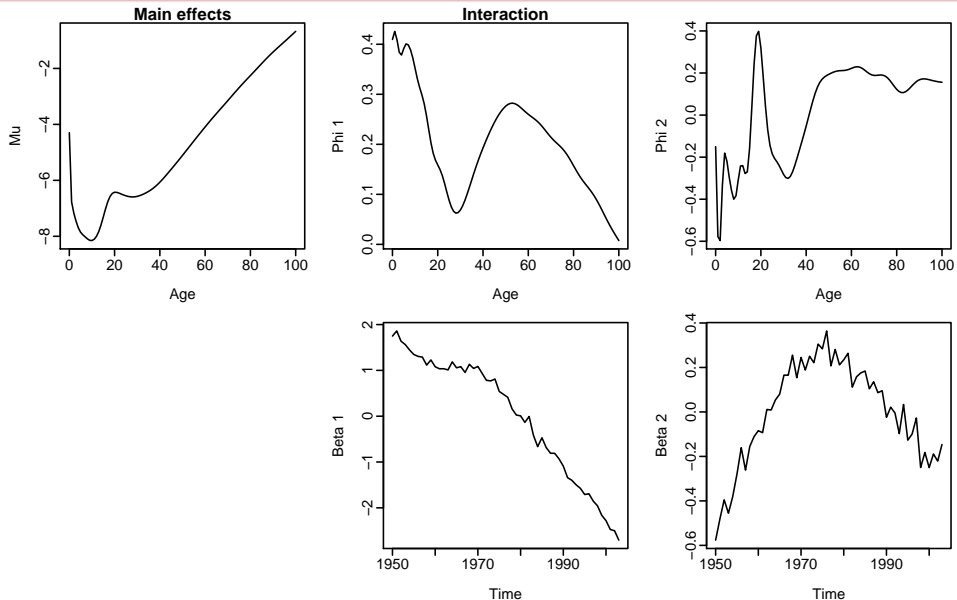 Main effects
Interaction
Mu
−2
−4
−6
−8
0 20 40 60 80 100
Age
Phi 1
0.4
0.3
0.2
0.1
0.0
0 20 40 60 80 100
Age
Phi 2
0.4
0.2
0.0
−0.2
−0.4
−0.6
0 20 40 60 80 100
Age
Beta 1
2
1
0
−1
−2
1950 1970 1990
Time
Beta 2
0.4
0.2
0.0
−0.2
−0.4
−0.6
1950 1970 1990
Time